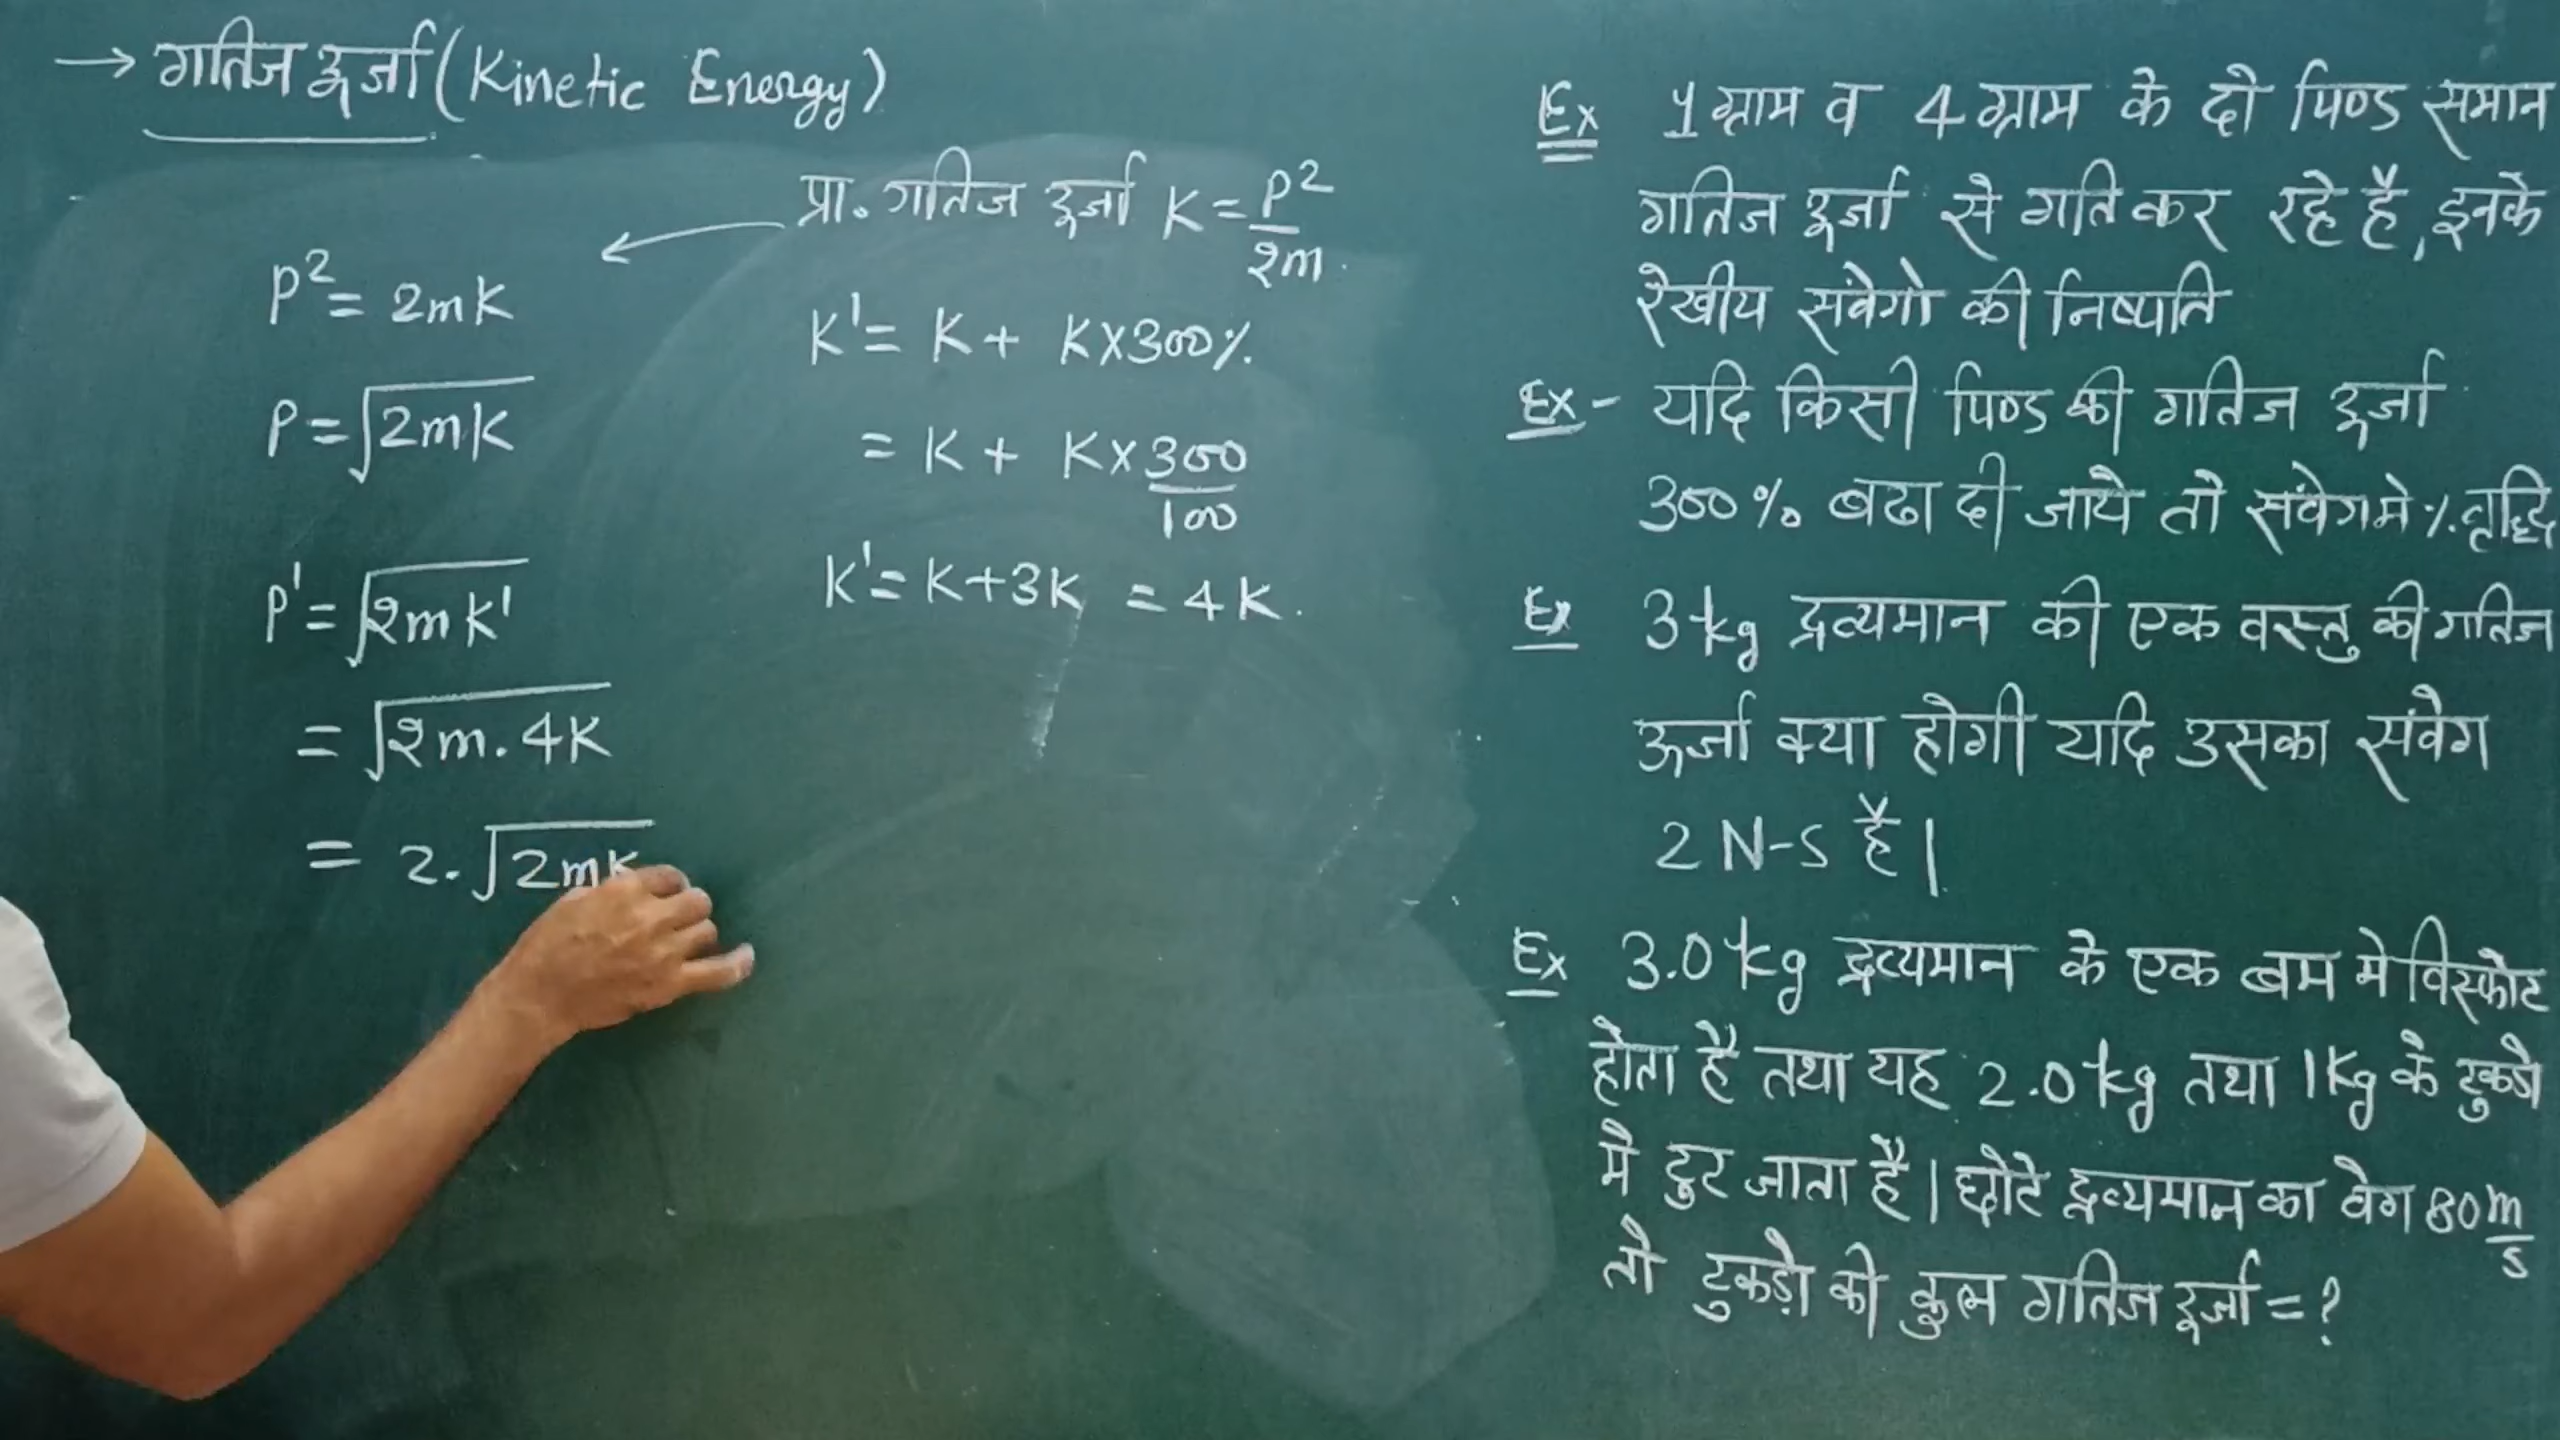 → गतिज ऊर्जा (Kinetic Energy)
प्रा. गतिज ऊर्जा K = P²/2m
P² = 2mK
P = √2mK
P' = √2mK'
= √2m.4K
= 2.√2mK
K' = K + K×300%
= K + K×300/100
K' = K+3K = 4K.
Ex 1 ग्राम व 4 ग्राम के दो पिण्ड समान
गतिज ऊर्जा से गति कर रहे हैं, इनके
रेखीय संवेगो की निष्पति
Ex - यदि किसी पिण्ड की गतिज ऊर्जा
300% बढा दी जाये तो संवेग मे % वृद्धि
Ex 3 kg द्रव्यमान की एक वस्तु की गतिज
ऊर्जा क्या होगी यदि उसका संवेग
2 N-S है |
Ex 3.0 kg द्रव्यमान के एक बम मे विस्फोट
होता है तथा यह 2.0 kg तथा 1Kg के टुकडो
मे टुट जाता है | छोटे द्रव्यमान का वेग 80 m/s
तो टुकड़ो की कुल गतिज ऊर्जा = ?